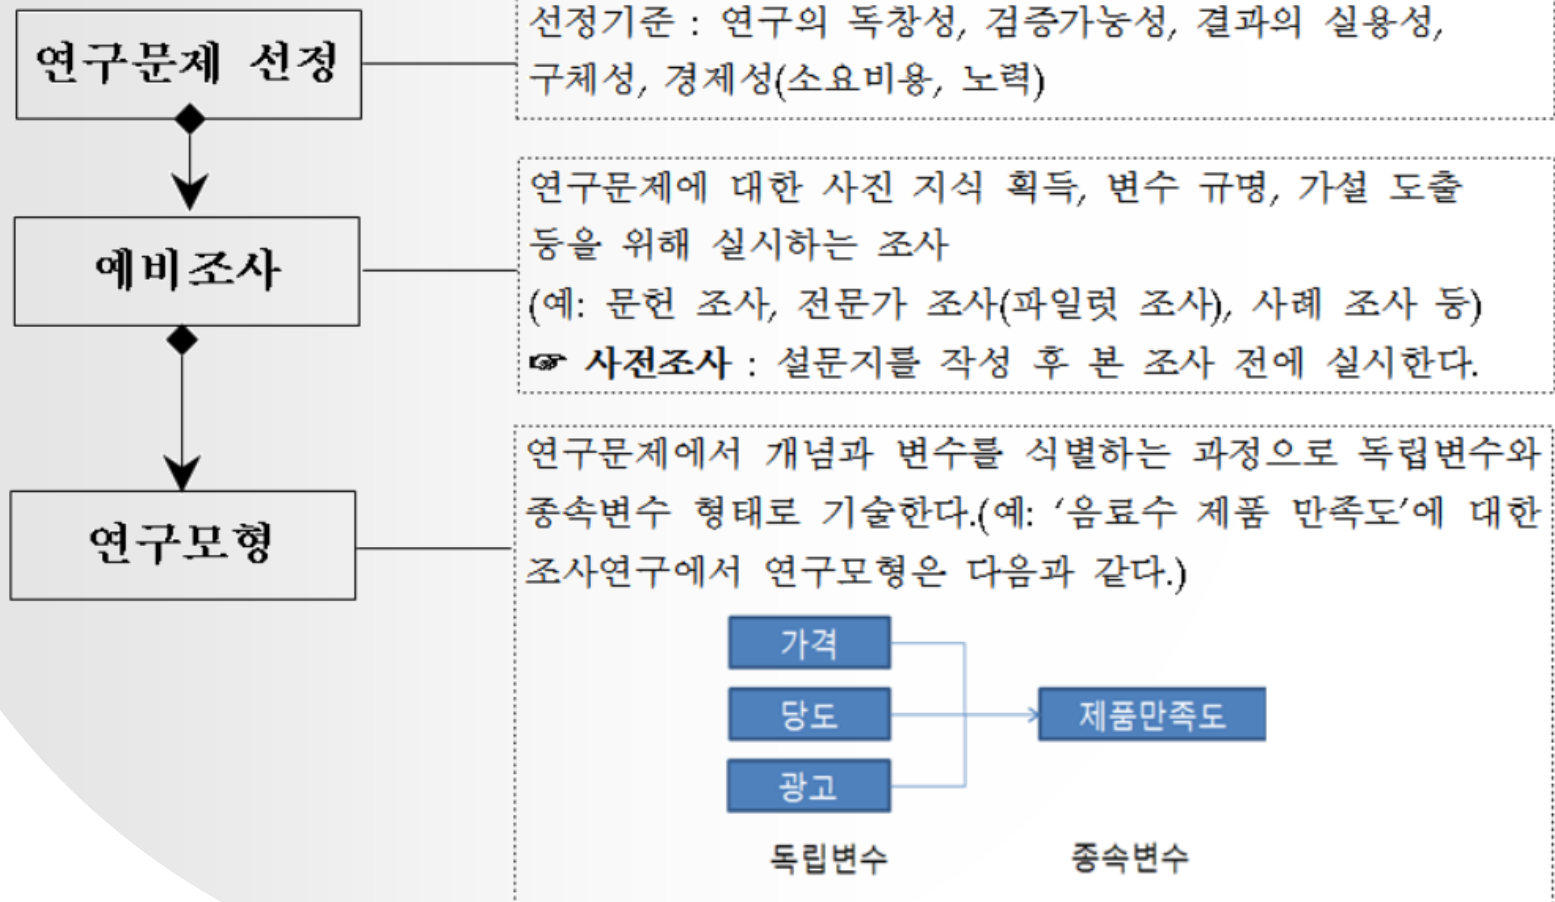 연구문제 선정
선정기준 : 연구의 독창성, 검증가능성, 결과의 실용성,
구체성, 경제성(소요비용, 노력)
예비조사
연구문제에 대한 사진 지식 획득, 변수 규명, 가설 도출
등을 위해 실시하는 조사
(예: 문헌 조사, 전문가 조사(파일럿 조사), 사례 조사 등)
☞ 사전조사 : 설문지를 작성 후 본 조사 전에 실시한다.
연구모형
연구문제에서 개념과 변수를 식별하는 과정으로 독립변수와
종속변수 형태로 기술한다.(예: ‘음료수 제품 만족도’에 대한
조사연구에서 연구모형은 다음과 같다.)
가격
당도
제품만족도
광고
독립변수
종속변수